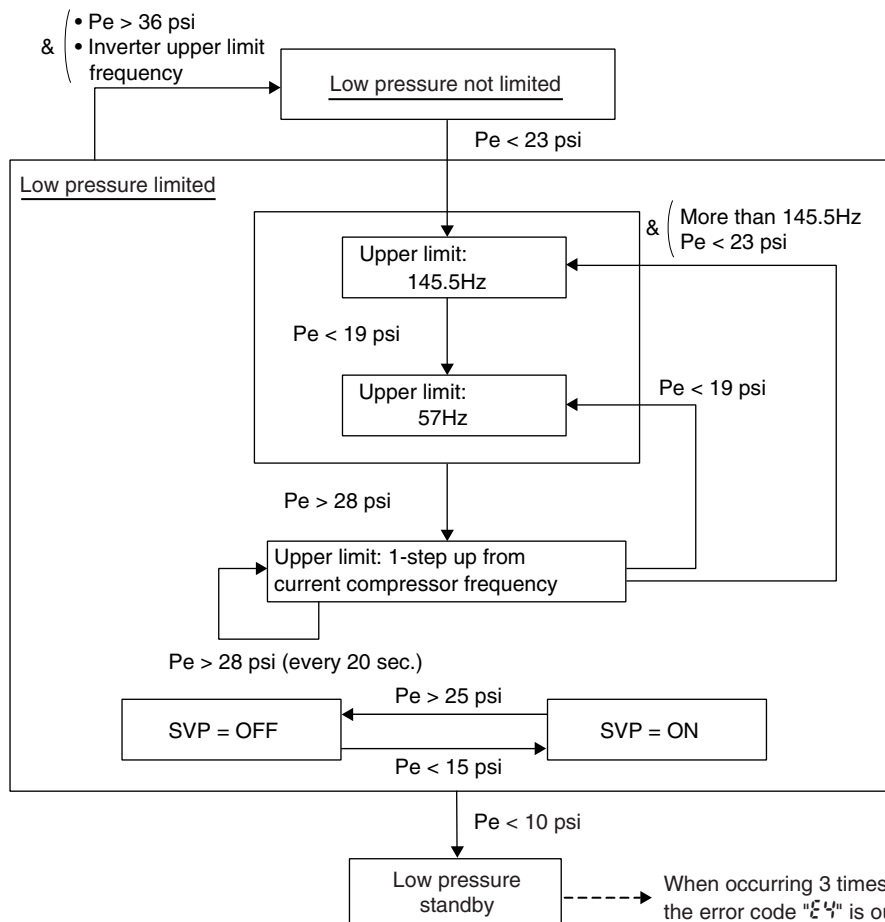 • Pe > 36 psi
& • Inverter upper limit
frequency
Low pressure not limited
Pe < 23 psi
Low pressure limited
& More than 145.5Hz
Pe < 23 psi
Upper limit:
145.5Hz
Pe < 19 psi
Pe < 19 psi
Upper limit:
57Hz
Pe > 28 psi
Upper limit: 1-step up from
current compressor frequency
Pe > 28 psi (every 20 sec.)
Pe > 25 psi
SVP = OFF
SVP = ON
Pe < 15 psi
Pe < 10 psi
Low pressure
standby
When occurring 3 times
the error code "E4" is